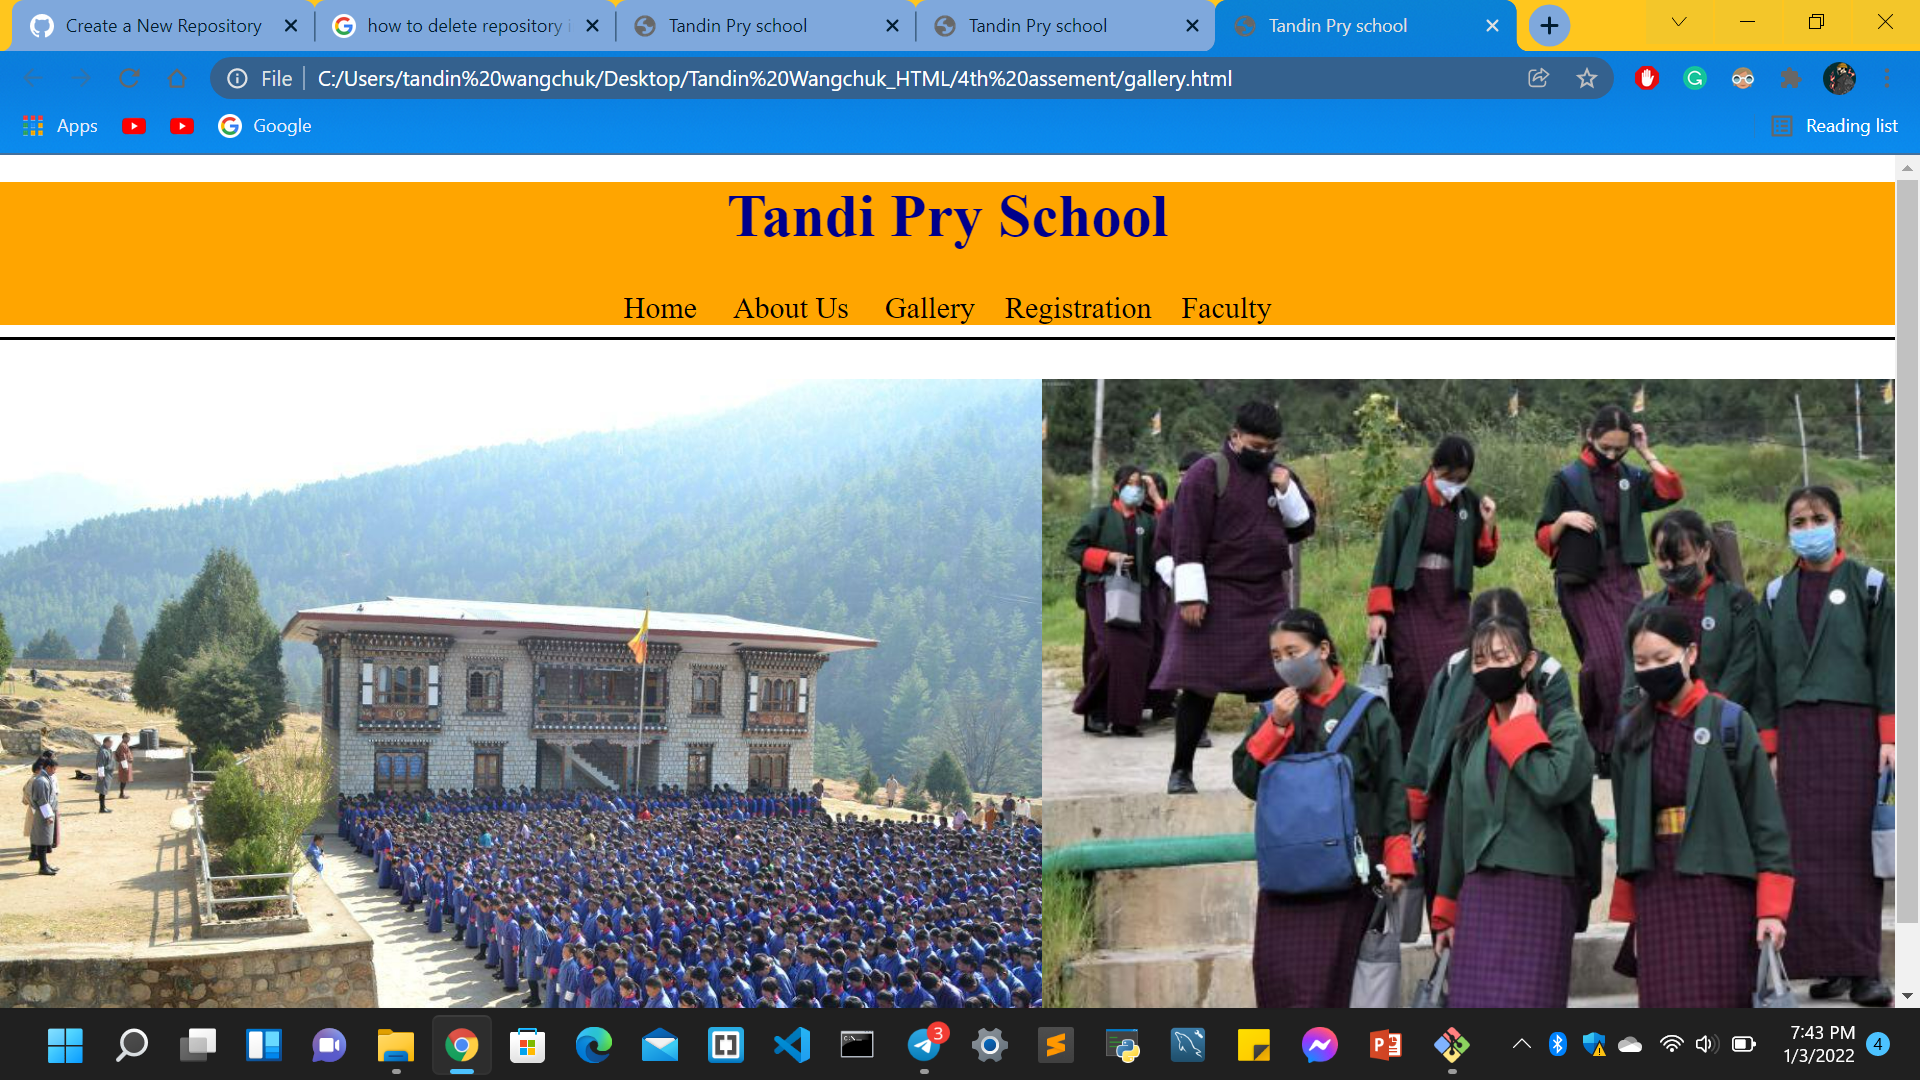 Create a New Repository
how to delete repository i
Tandin Pry school
Tandin Pry school
Tandin Pry school
File
C:/Users/tandin%20wangchuk/Desktop/Tandin%20Wangchuk_HTML/4th%20assement/gallery.html
Apps
Google
Reading list
Tandi Pry School
Home About Us Gallery Registration Faculty
3
7:43 PM
1/3/2022
4